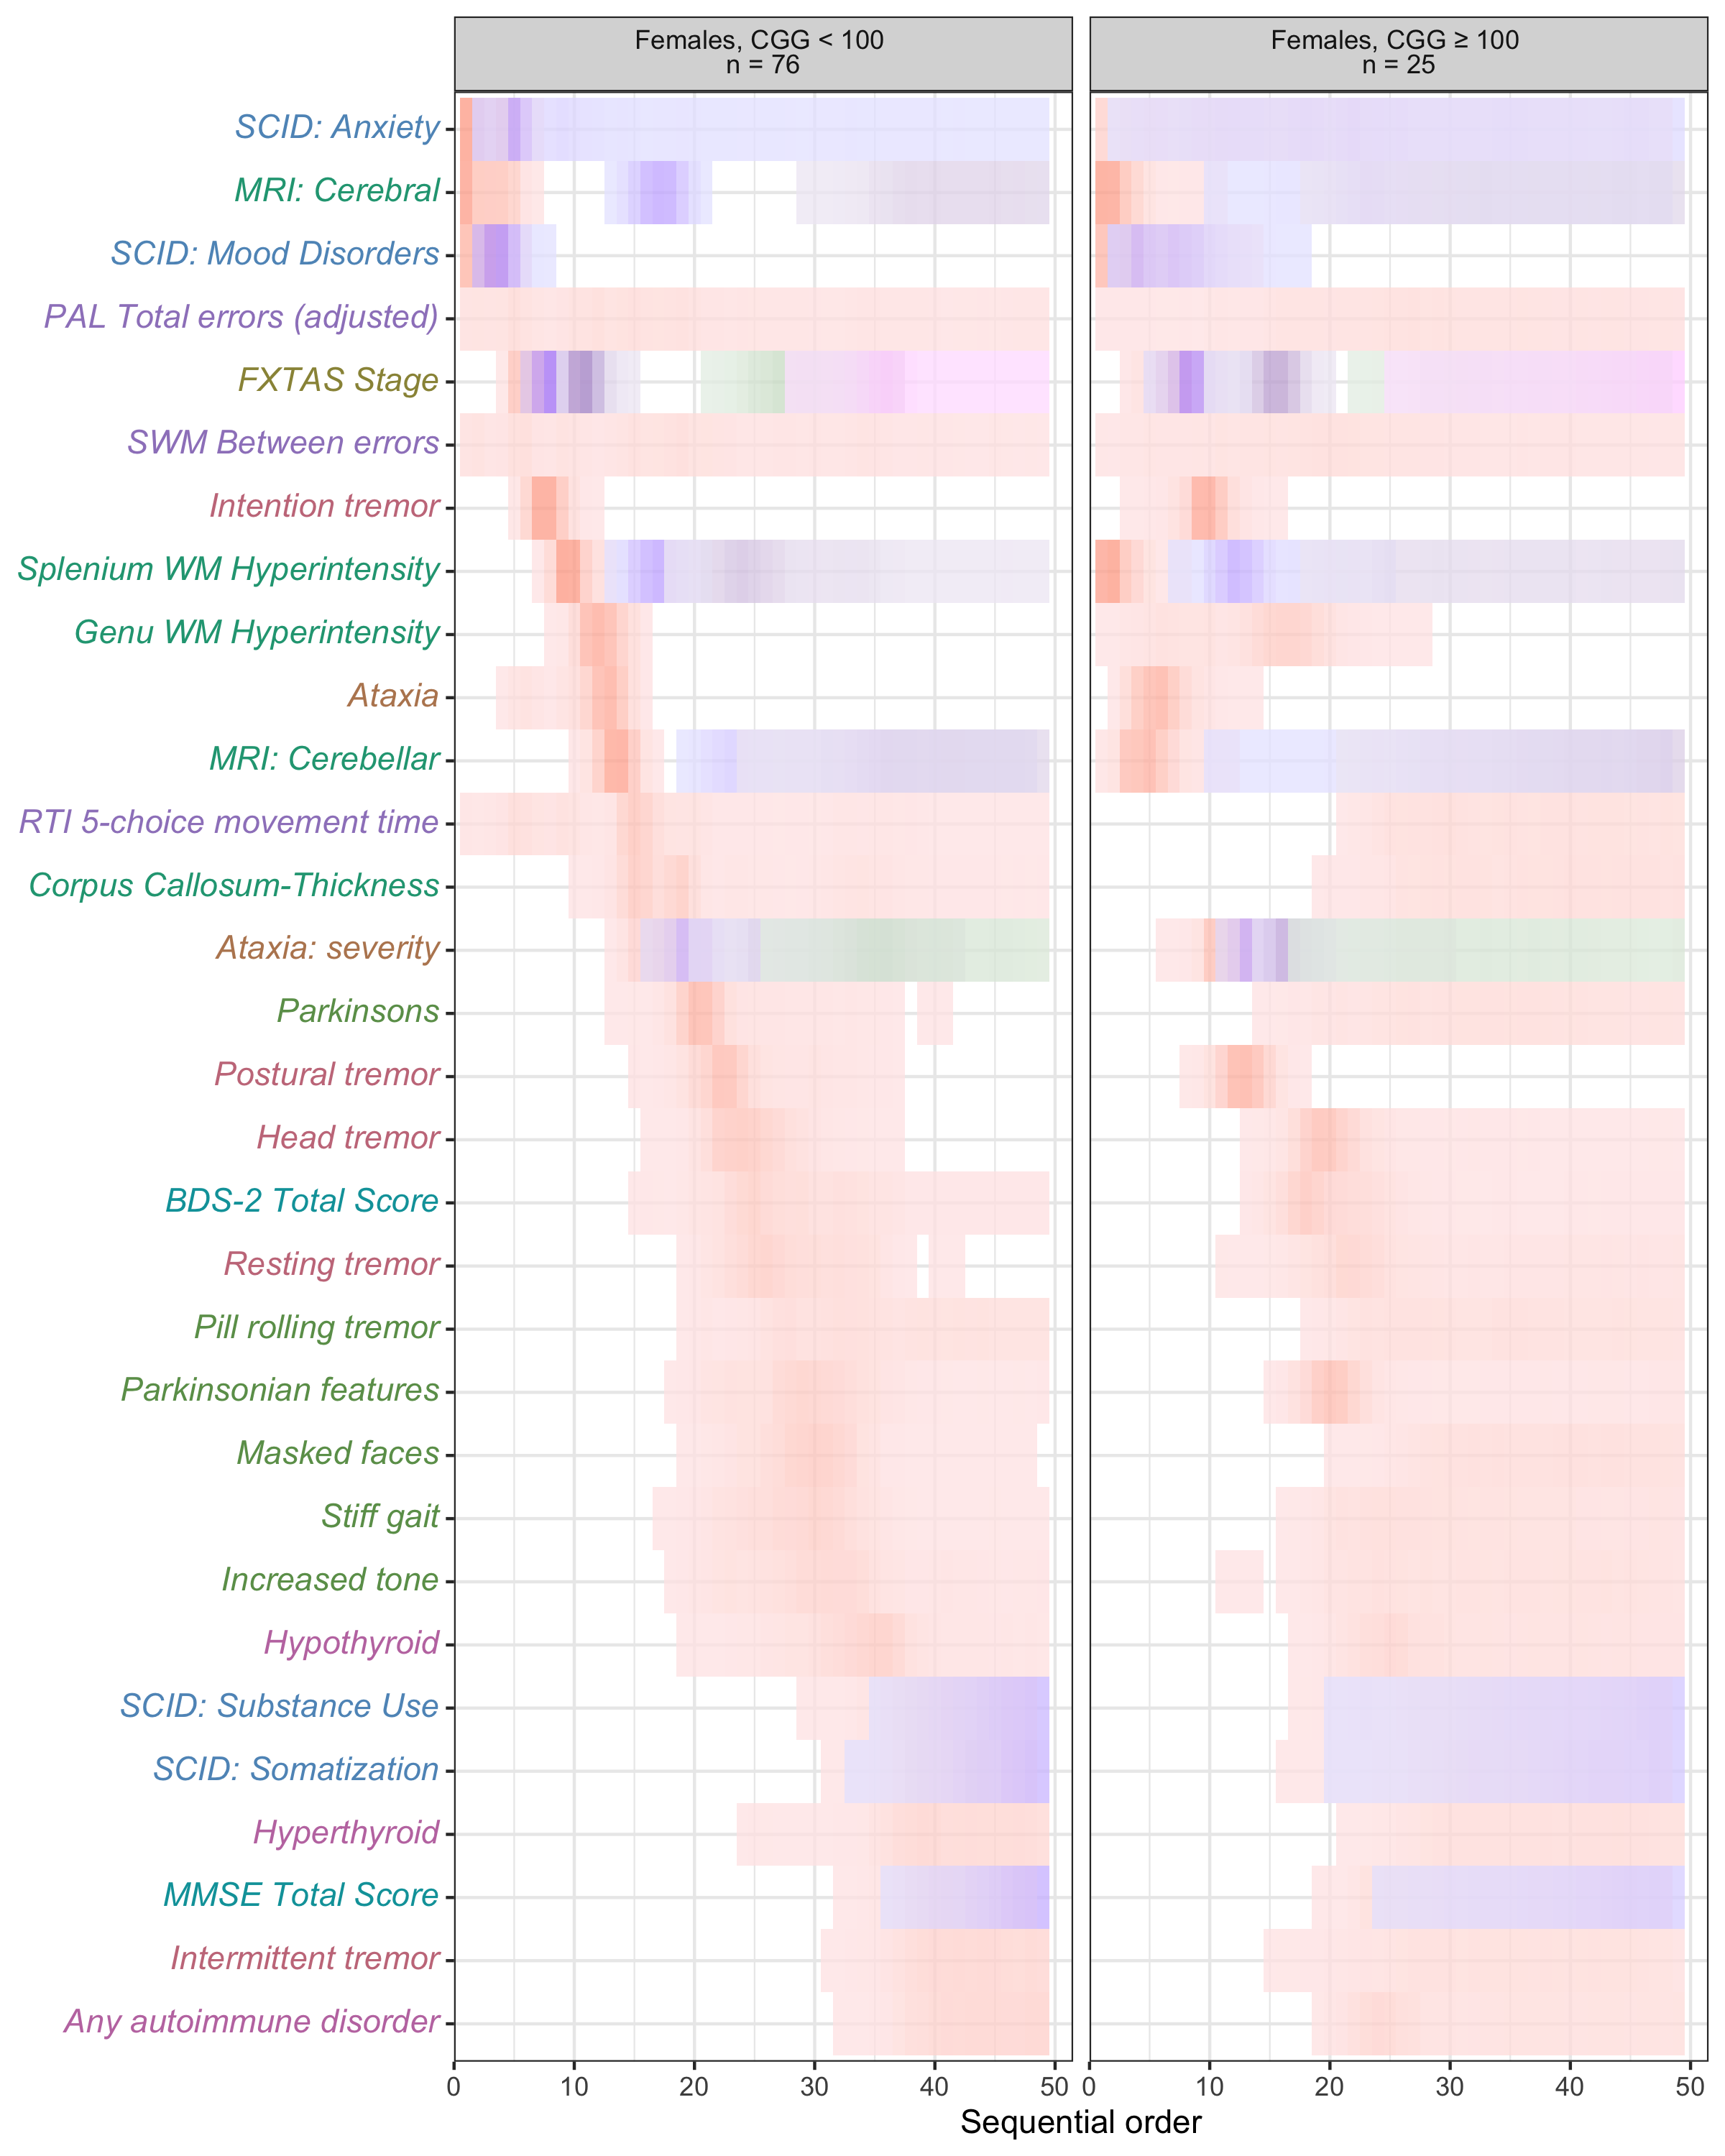 Females, CGG < 100
n = 76
Females, CGG ≥ 100
n = 25
SCID: Anxiety
MRI: Cerebral
SCID: Mood Disorders
PAL Total errors (adjusted)
FXTAS Stage
SWM Between errors
Intention tremor
Splenium WM Hyperintensity
Genu WM Hyperintensity
Ataxia
MRI: Cerebellar
RTI 5-choice movement time
Corpus Callosum-Thickness
Ataxia: severity
Parkinsons
Postural tremor
Head tremor
BDS-2 Total Score
Resting tremor
Pill rolling tremor
Parkinsonian features
Masked faces
Stiff gait
Increased tone
Hypothyroid
SCID: Substance Use
SCID: Somatization
Hyperthyroid
MMSE Total Score
Intermittent tremor
Any autoimmune disorder
0 10 20 30 40 50 0 10 20 30 40 50
Sequential order